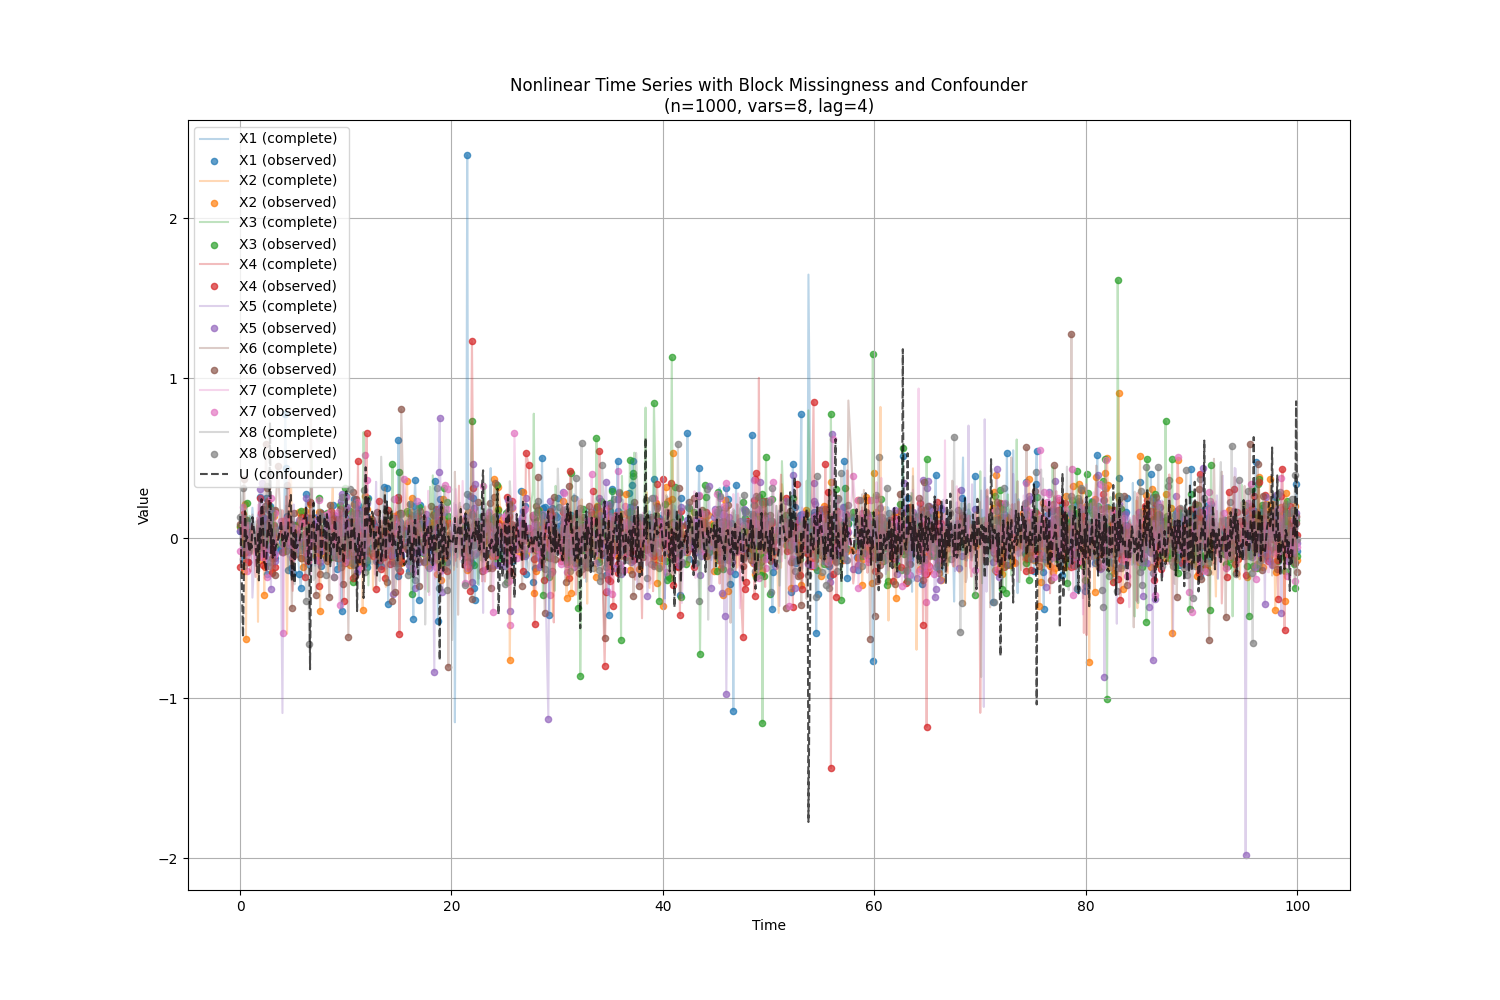 Nonlinear Time Series with Block Missingness and Confounder
(n=1000, vars=8, lag=4)
X1 (complete)
X1 (observed)
X2 (complete)
X2 (observed)
X3 (complete)
X3 (observed)
X4 (complete)
X4 (observed)
X5 (complete)
X5 (observed)
X6 (complete)
X6 (observed)
X7 (complete)
X7 (observed)
X8 (complete)
X8 (observed)
U (confounder)
Value
2
1
0
−1
−2
0
20
40
60
80
100
Time